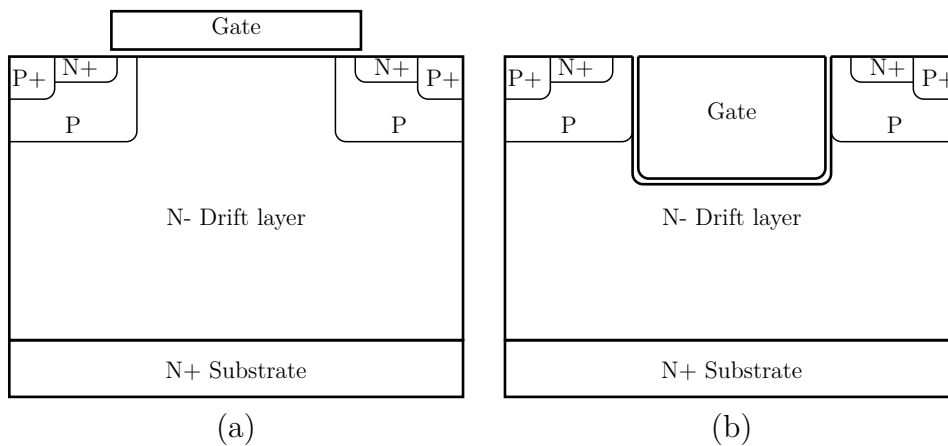 Gate
P+ N+ N+ P+
P P
N- Drift layer
N+ Substrate
(a)
P+ N+ N+ P+
Gate
P P
N- Drift layer
N+ Substrate
(b)